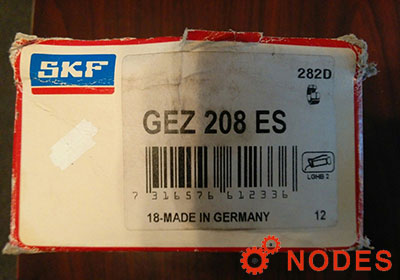 SKF
282D
GEZ 208 ES
LGHB 2
7 316576 612336
18-MADE IN GERMANY
12
NODES